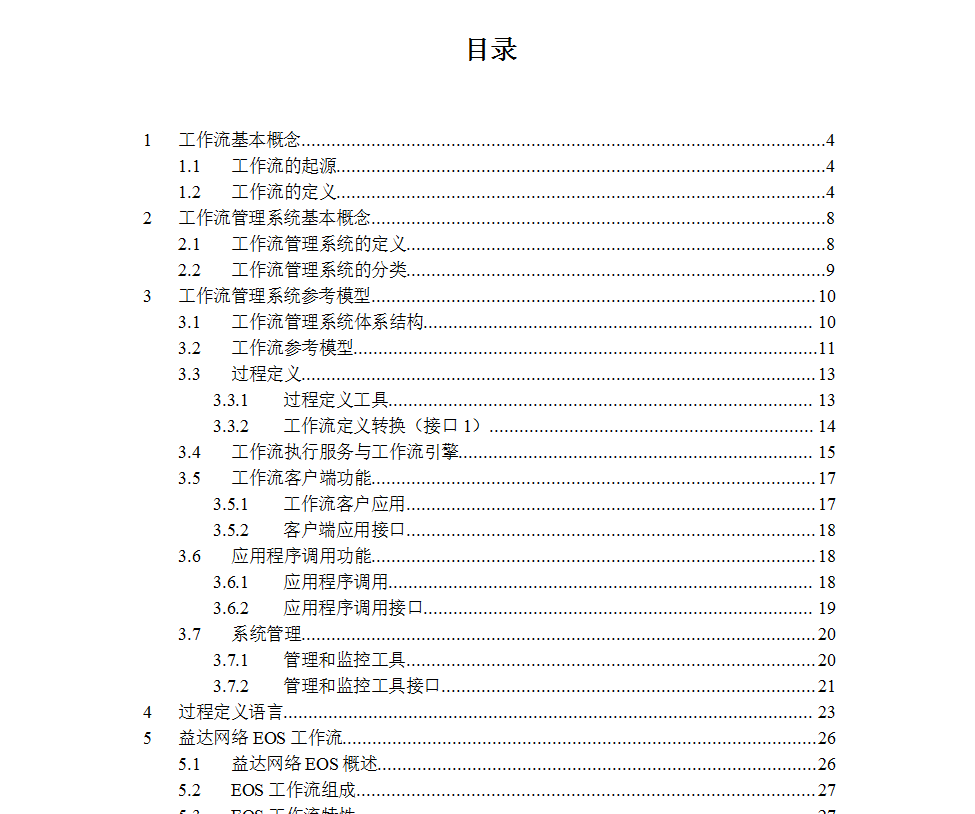 目录
1 工作流基本概念 4
1.1 工作流的起源 4
1.2 工作流的定义 4
2 工作流管理系统基本概念 8
2.1 工作流管理系统的定义 8
2.2 工作流管理系统的分类 9
3 工作流管理系统参考模型 10
3.1 工作流管理系统体系结构 10
3.2 工作流参考模型 11
3.3 过程定义 13
3.3.1 过程定义工具 13
3.3.2 工作流定义转换（接口 1） 14
3.4 工作流执行服务与工作流引擎 15
3.5 工作流客户端功能 17
3.5.1 工作流客户应用 17
3.5.2 客户端应用接口 18
3.6 应用程序调用功能 18
3.6.1 应用程序调用 18
3.6.2 应用程序调用接口 19
3.7 系统管理 20
3.7.1 管理和监控工具 20
3.7.2 管理和监控工具接口 21
4 过程定义语言 23
5 益达网络 EOS 工作流 26
5.1 益达网络 EOS 概述 26
5.2 EOS 工作流组成 27
5.3 EOS 工作流特性 27